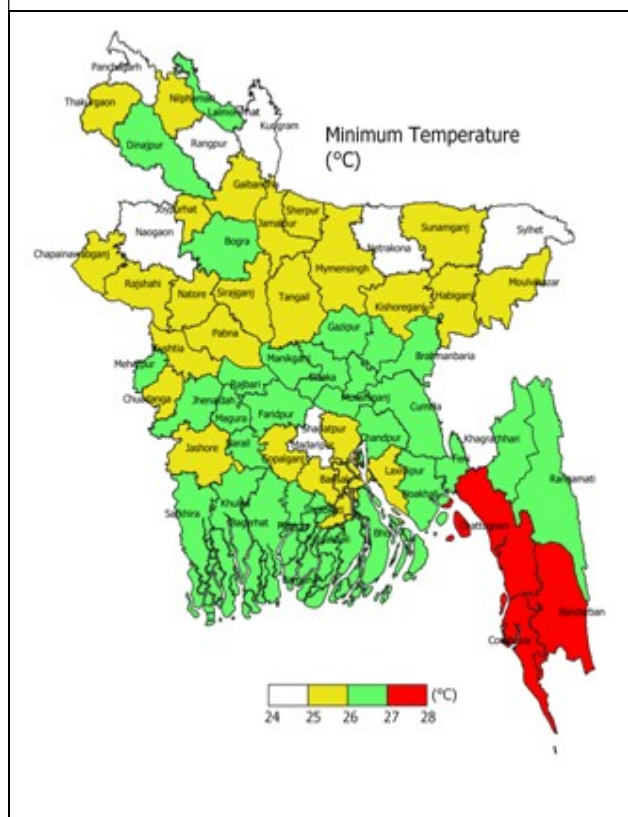 Panchagarh
Thakurgaon
Nilphamari
Lalmonirhat
Kurigram
Rangpur
Dinajpur
Minimum Temperature
(°C)
Gaibandha
Joypurhat
Sherpur
Jamalpur
Naogaon
Bogra
Netrakona
Sunamganj
Sylhet
Chapainawabganj
Mymensingh
Rajshahi
Natore
Sirajganj
Tangail
Kishoreganj
Habiganj
Moulvibazar
Pabna
Gazipur
Kushtia
Meherpur
Manikganj
Brahmanbaria
Chuadanga
Rajbari
Dhaka
Jhenaidah
Munshiganj
Magura
Faridpur
Cumilla
Shariatpur
Khagrachhari
Jashore
Narail
Madaripur
Chandpur
Gopalganj
Feni
Laxmipur
Rangamati
Barisal
Noakhali
Satkhira
Khulna
Bagerhat
Bhola
Chattogram
Bandarban
(°C)
24 25 26 27 28